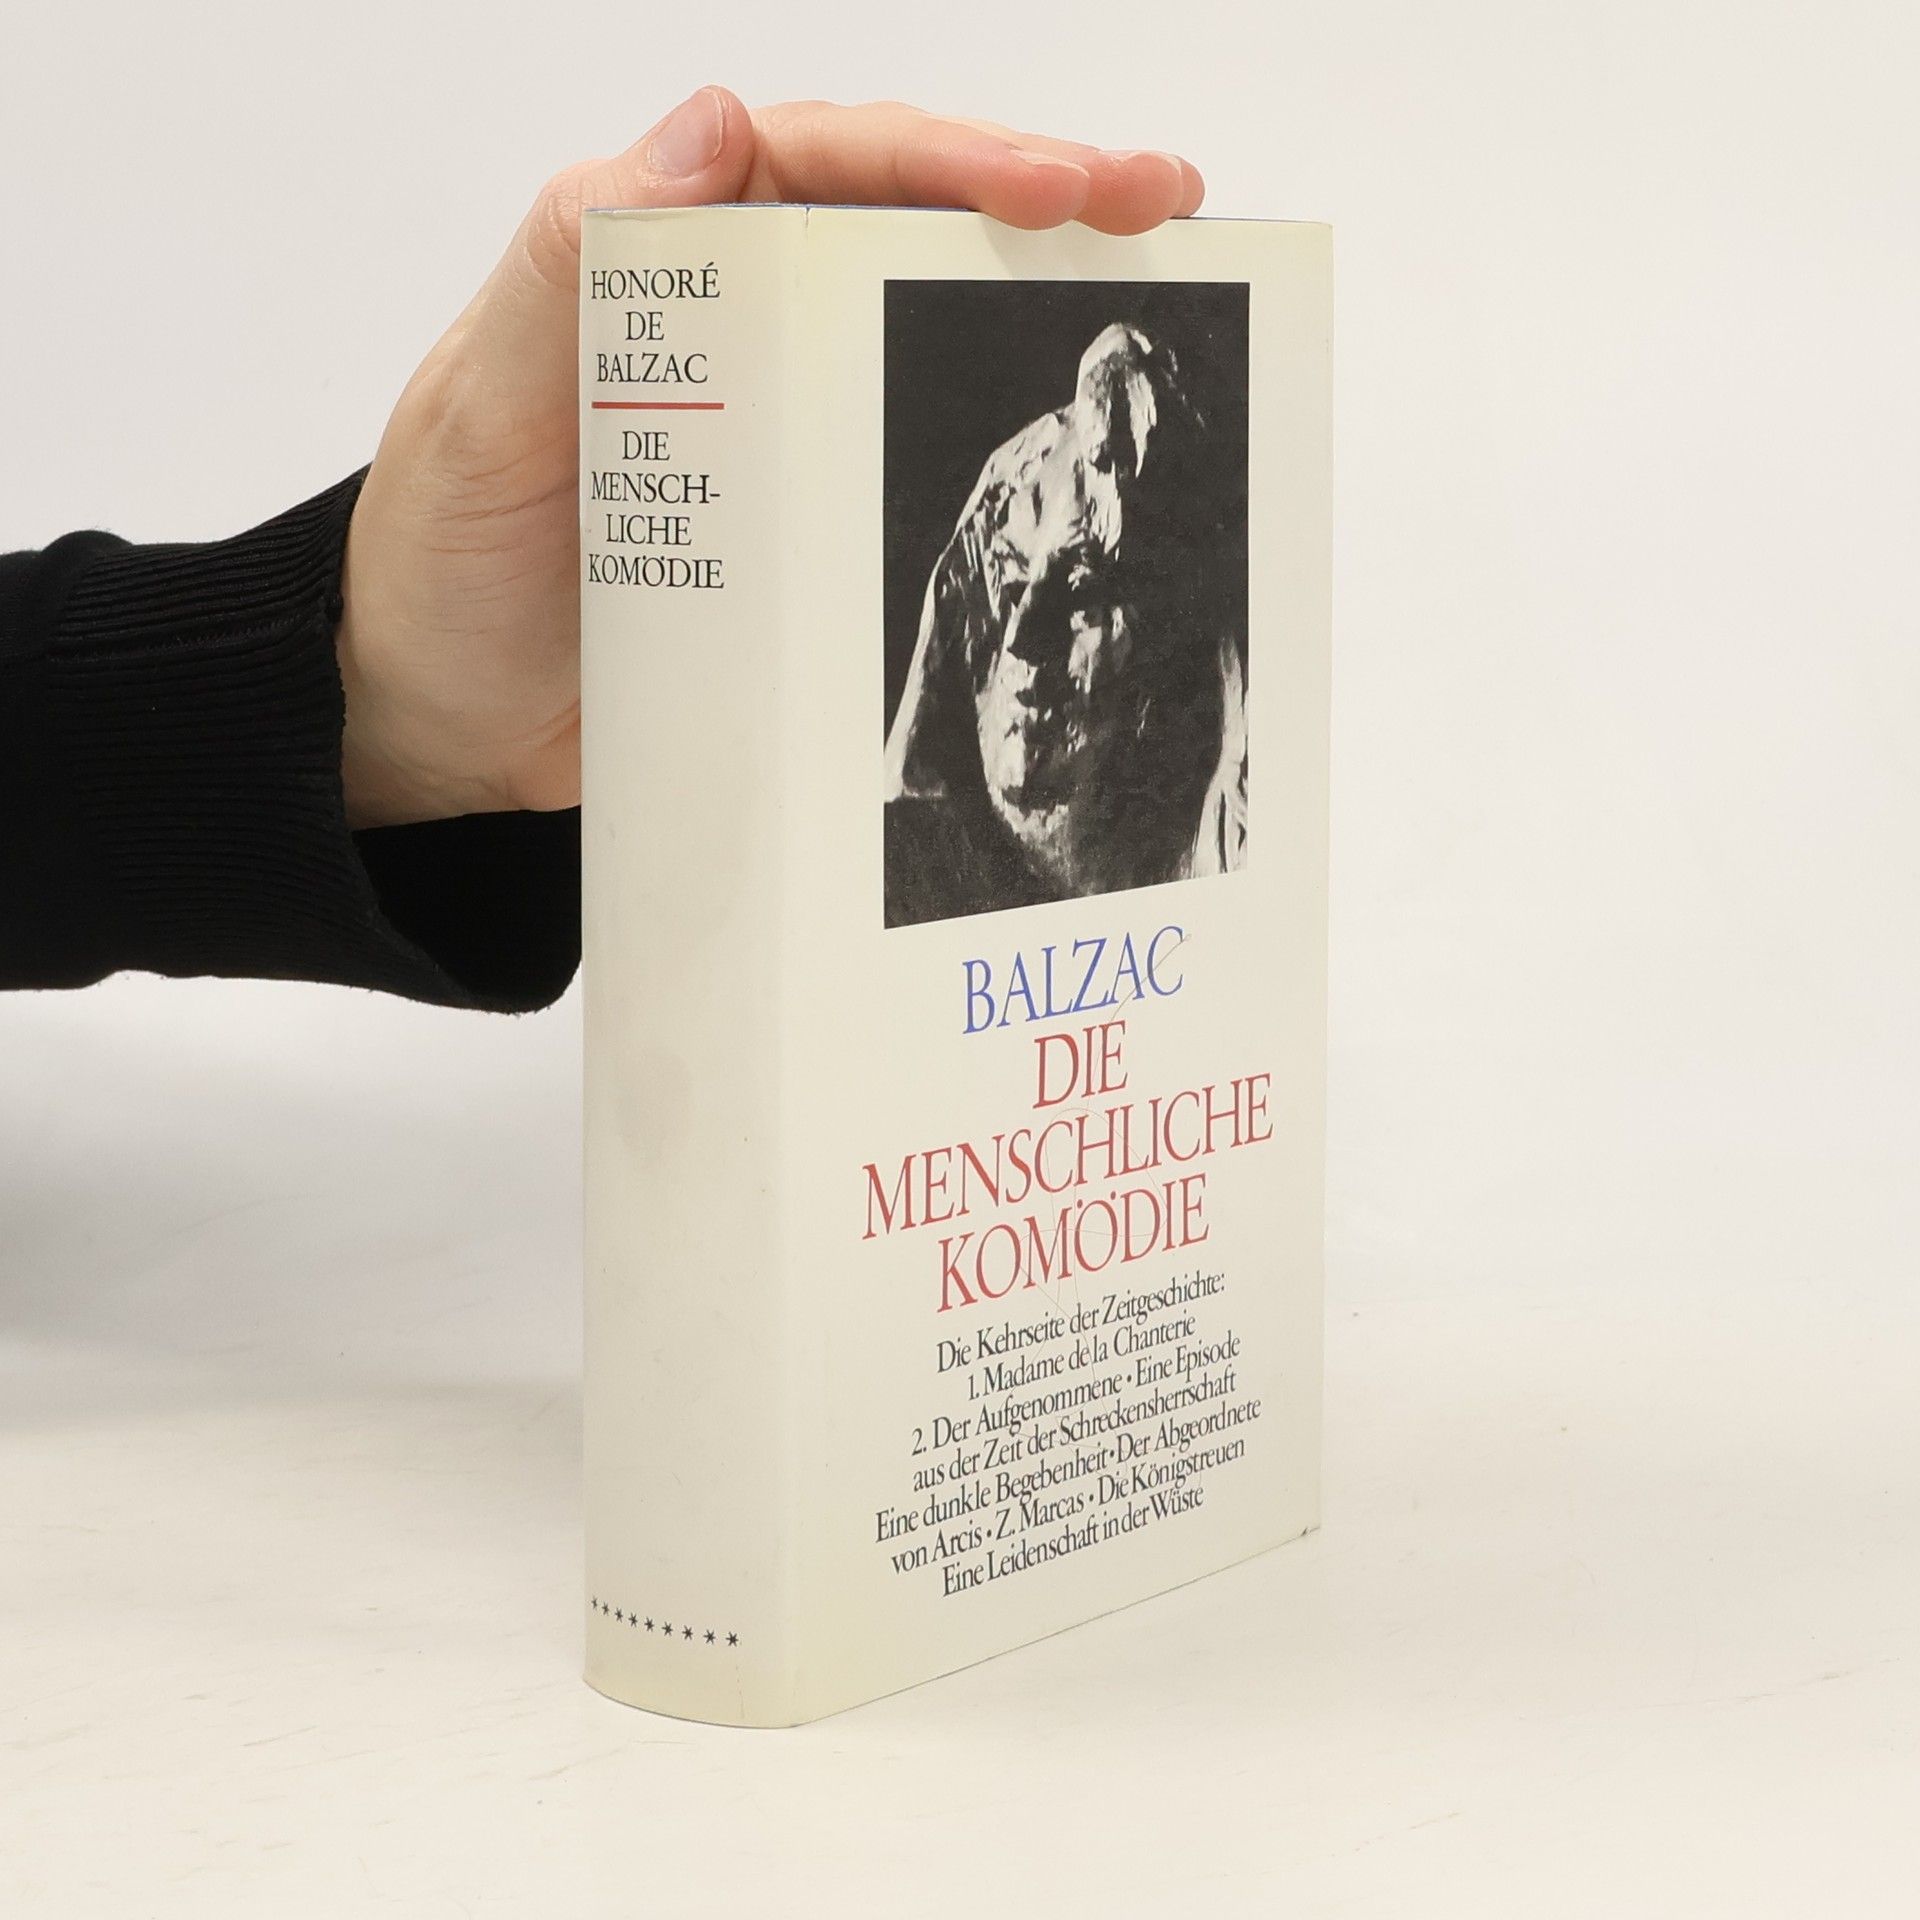 HONORÉ
DE
BALZAC
DIE
MENSCH-
LICHE
KOMÖDIE
*********
BALZAC
DIE
MENSCHLICHE
KOMÖDIE
Die Kehrseite der Zeitgeschichte:
1. Madame de la Chanterie
2. Der Aufgenommene • Eine Episode
aus der Zeit der Schreckensherrschaft
Eine dunkle Begebenheit • Der Abgeordnete
von Arcis • Z. Marcas • Die Königstreuen
Eine Leidenschaft in der Wüste